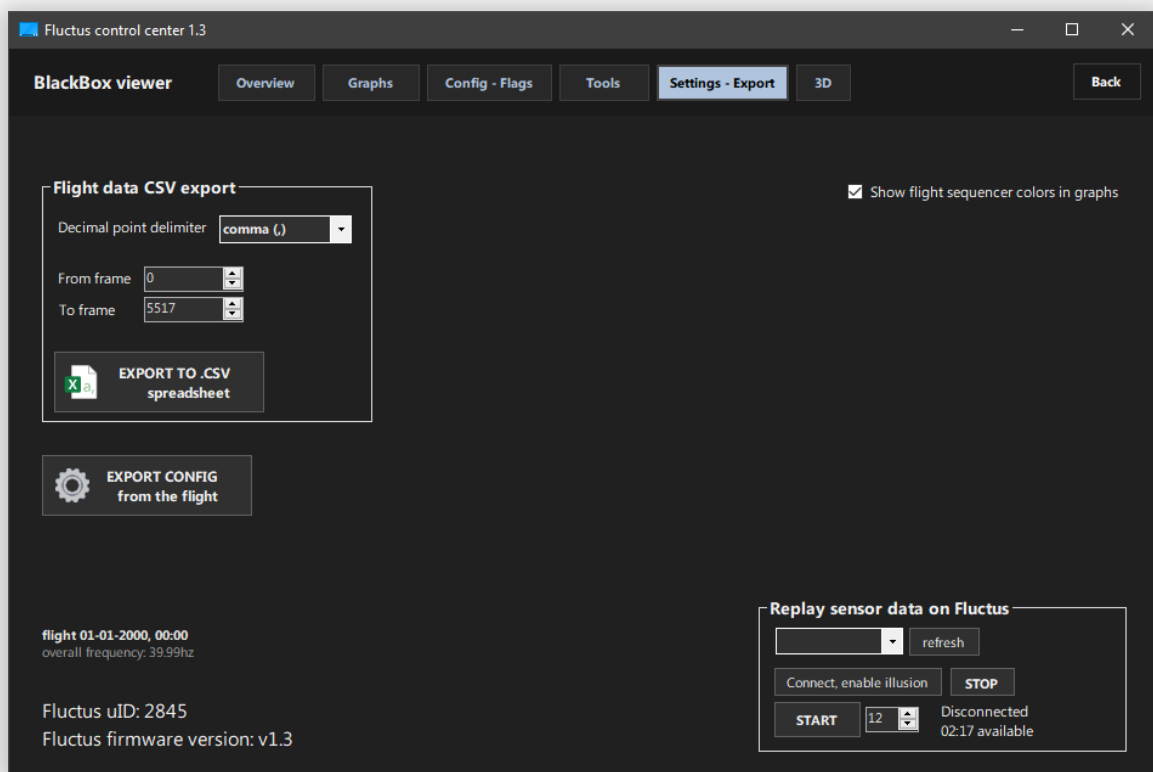 Fluctus control center 1.3
BlackBox viewer
Overview
Graphs
Config - Flags
Tools
Settings - Export
3D
Back
Flight data CSV export
Decimal point delimiter
comma (,)
From frame
0
To frame
5517
X a,
EXPORT TO .CSV
spreadsheet
Show flight sequencer colors in graphs
EXPORT CONFIG
from the flight
flight 01-01-2000, 00:00
overall frequency: 39.99hz
Fluctus uID: 2845
Fluctus firmware version: v1.3
Replay sensor data on Fluctus
refresh
Connect, enable illusion
STOP
START
12
Disconnected
02:17 available